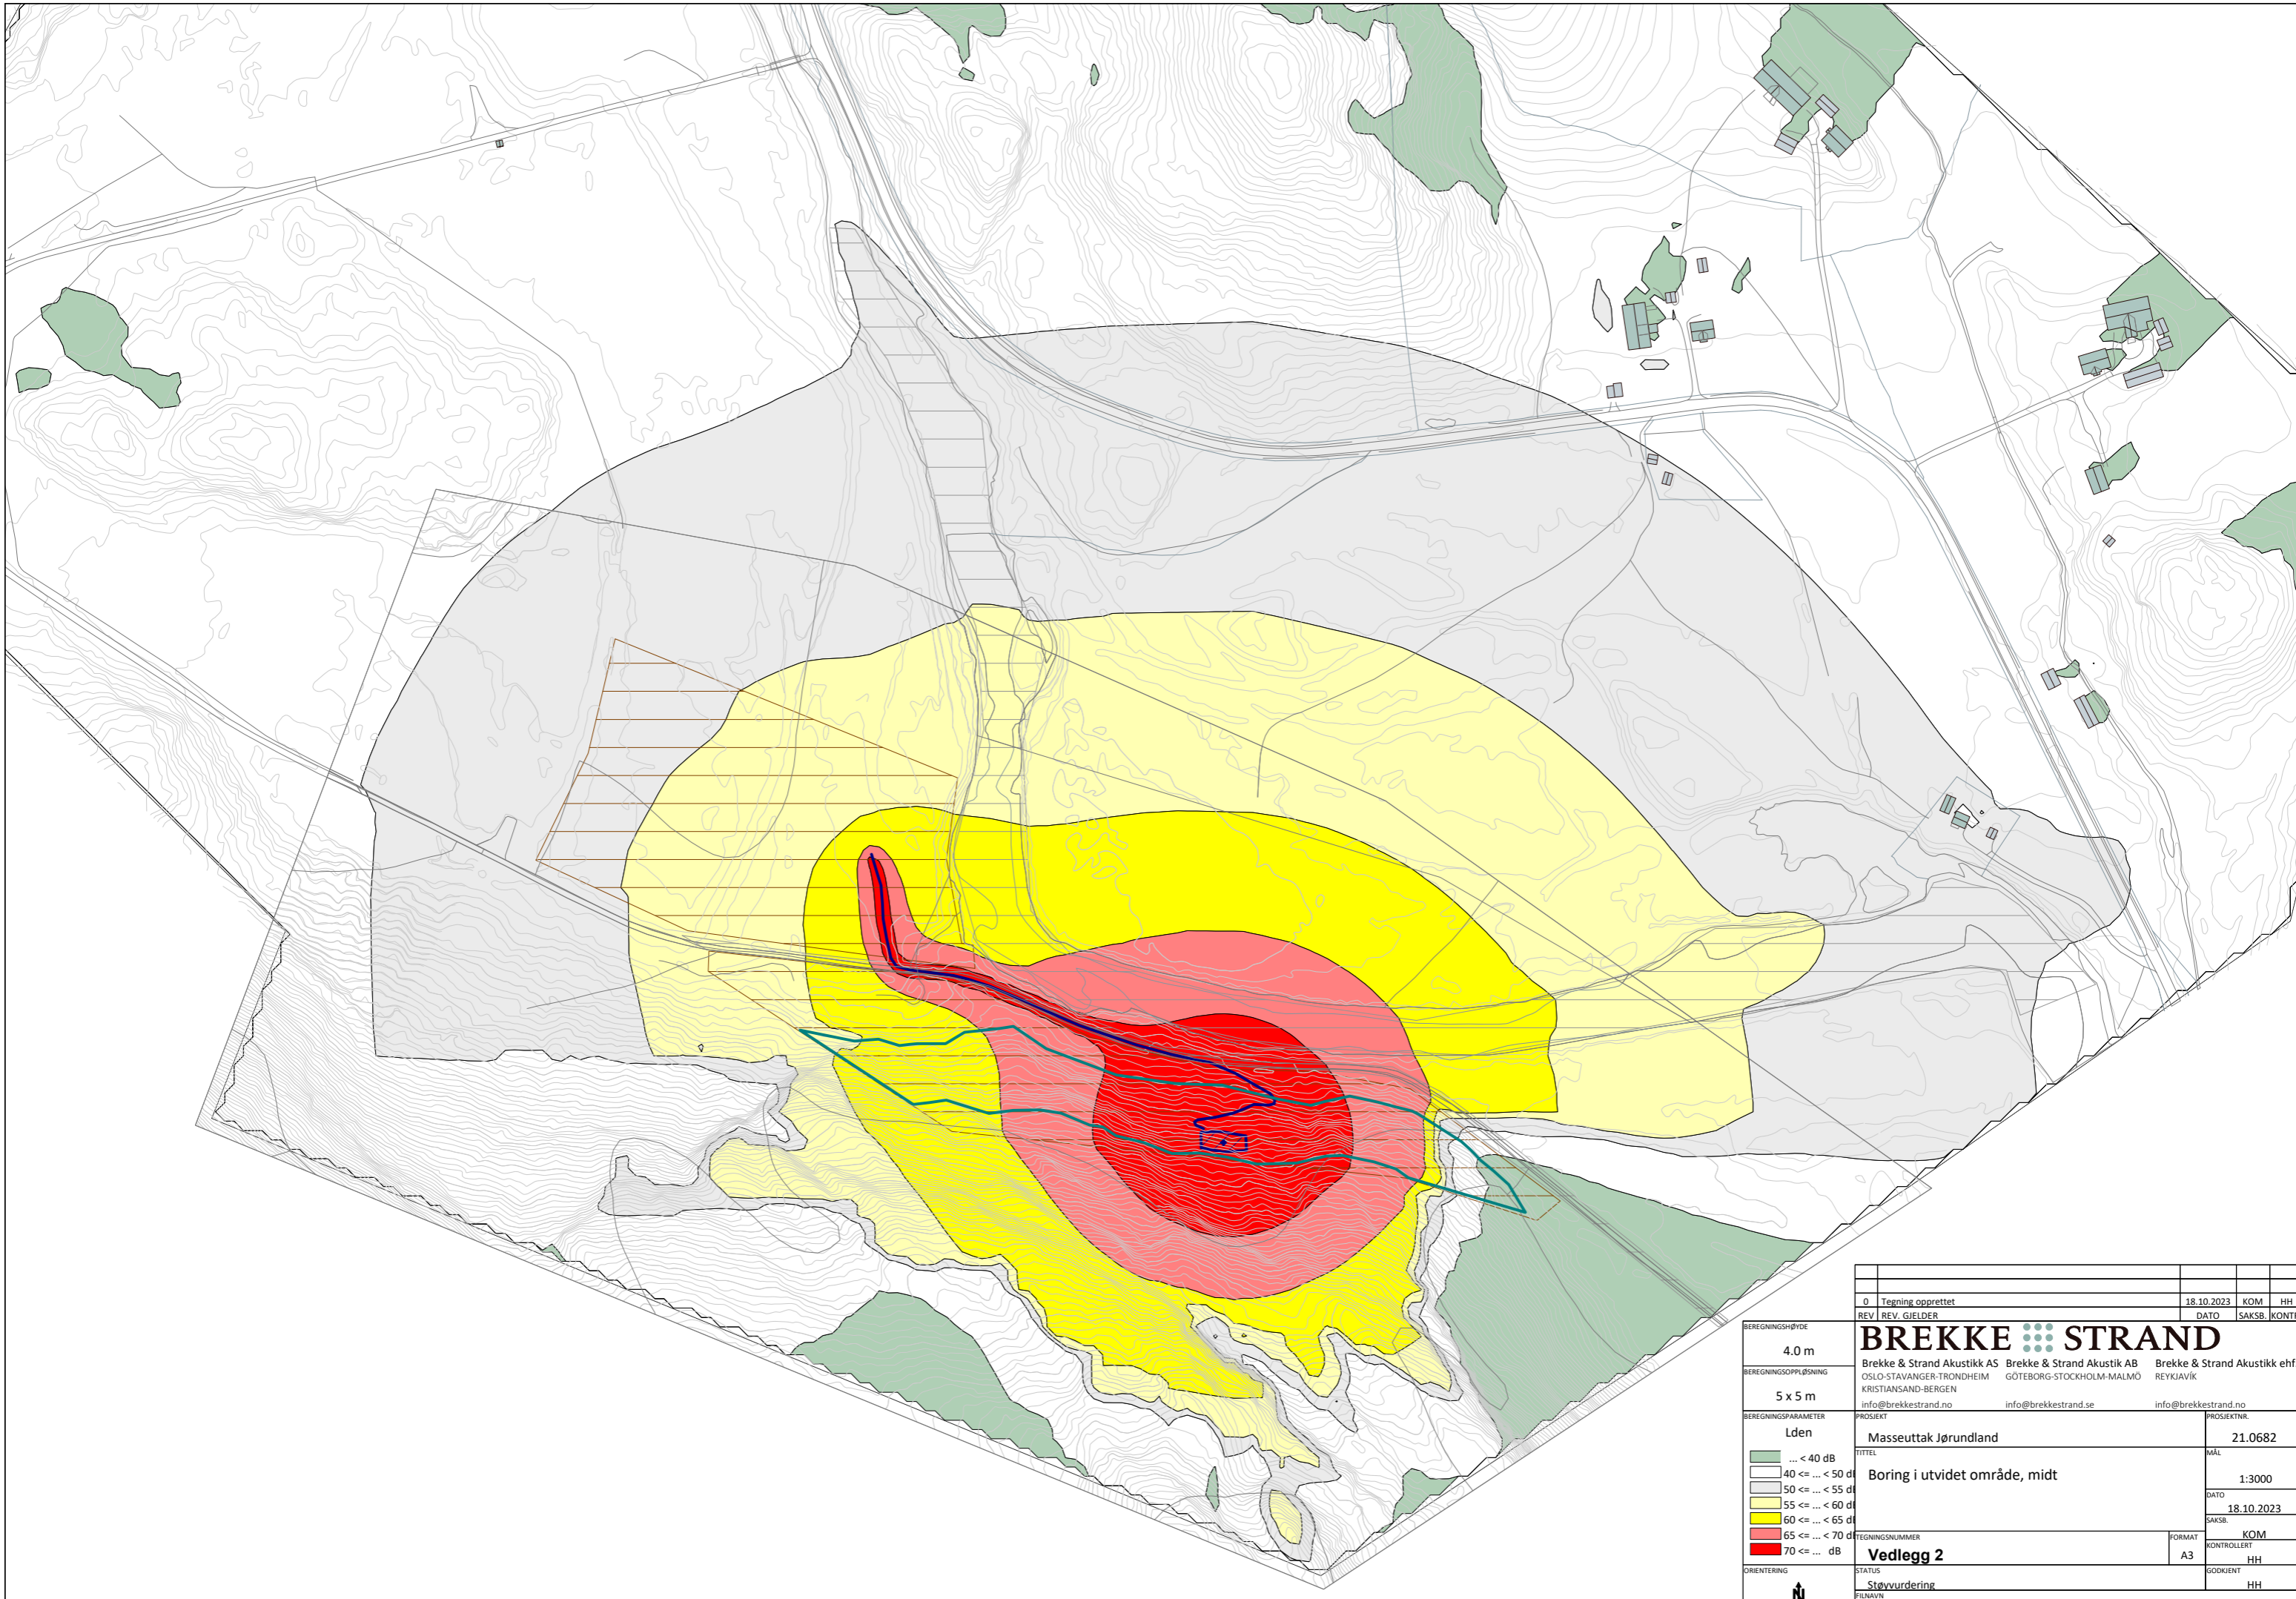 0 Tegning opprettet 18.10.2023 KOM HH
REV REV. GJELDER DATO SAKSB.
BEREGNINGSHØYDE
4.0 m
BEREGNINGSOPPLØSNING
5 x 5 m
BEREGNINGSPARAMETER
Lden
... < 40 dB
40 <= ... < 50
50 <= ... < 55
55 <= ... < 60
60 <= ... < 65
65 <= ... < 70
70 <= ... dB
ORIENTERING
N
BREKKE STRAND
Brekke & Strand Akustikk AS Brekke & Strand Akustik AB Brekke & Strand Akustikk ehf
OSLO-STAVANGER-TRONDHEIM GÖTEBORG-STOCKHOLM-MALMÖ REYKJAVÍK
KRISTIANSAND-BERGEN
info@brekkestrand.no info@brekkestrand.se info@brekkestrand.no
PROSJEKT
Masseuttak Jørundland
PROSJEKTNR.
21.0682
TITTEL
Boring i utvidet område, midt
MÅL
1:3000
DATO
18.10.2023
SAKSB.
KOM
TEGNINGSNUMMER
Vedlegg 2
FORMAT
A3
KONTROLLERT
HH
STATUS
Støyvurdering
GODKJENT
HH
FILNAVN